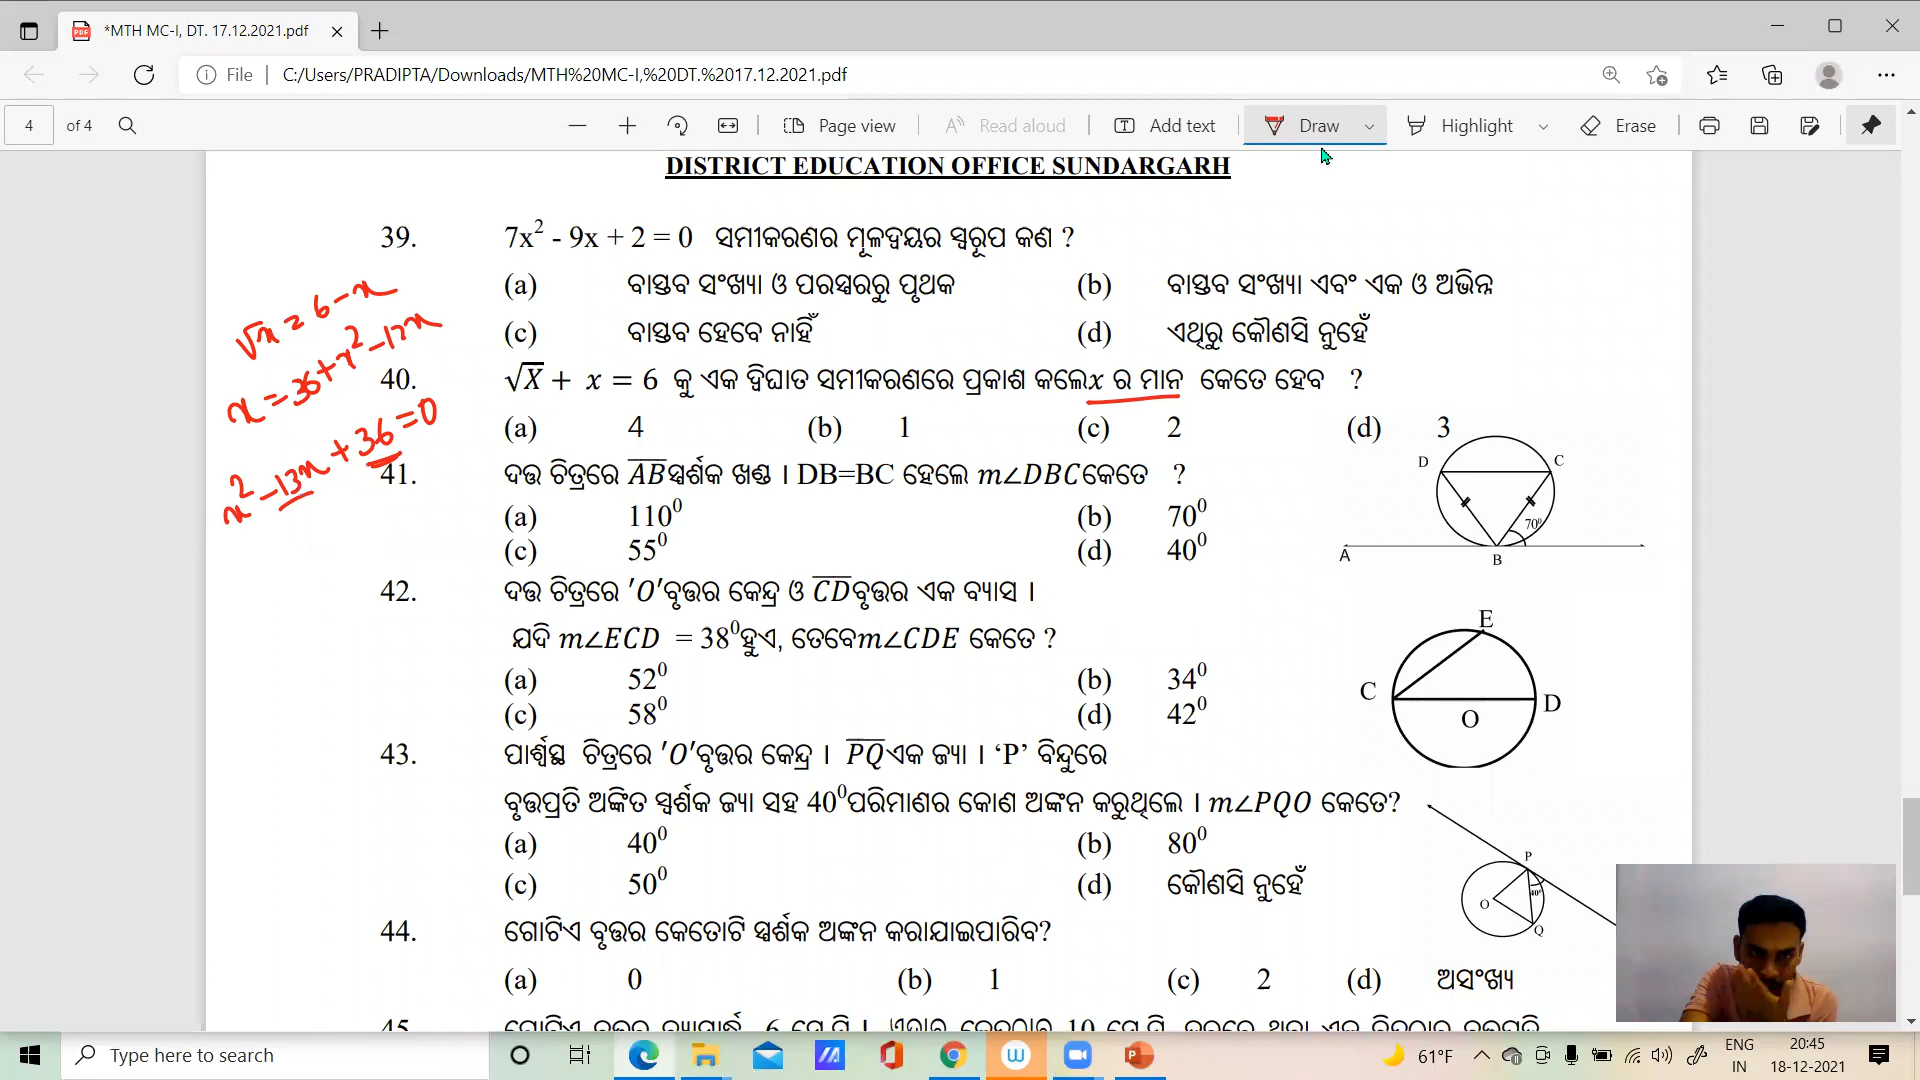 *MTH MC-I, DT. 17.12.2021.pdf
File C:/Users/PRADIPTA/Downloads/MTH%20MC-I,%20DT.%2017.12.2021.pdf
4 of 4 Page view Read aloud Add text Draw Highlight Erase
DISTRICT EDUCATION OFFICE SUNDARGARH
39. 7x² - 9x + 2 = 0 ସମୀକରଣର ମୂଳଦ୍ୱୟର ସ୍ୱରୂପ କଣ ?
(a) ବାସ୍ତବ ସଂଖ୍ୟା ଓ ପରସ୍ପରରୁ ପୃଥକ (b) ବାସ୍ତବ ସଂଖ୍ୟା ଏବଂ ଏକ ଓ ଅଭିନ୍ନ
(c) ବାସ୍ତବ ହେବେ ନାହିଁ (d) ଏଥିରୁ କୌଣସି ନୁହେଁ
√x = 6 - x
x = 36 + x² - 12x
x² - 13x + 36 = 0
40. √X + x = 6 କୁ ଏକ ଦ୍ୱିଘାତ ସମୀକରଣରେ ପ୍ରକାଶ କଲେ x ର ମାନ କେତେ ହେବ ?
(a) 4 (b) 1 (c) 2 (d) 3
41. ଦତ୍ତ ଚିତ୍ରରେ AB ସ୍ପର୍ଶକ ଖଣ୍ଡ । DB=BC ହେଲେ m∠DBC କେତେ ?
(a) 110⁰ (b) 70⁰
(c) 55⁰ (d) 40⁰
D C
70⁰
A B
42. ଦତ୍ତ ଚିତ୍ରରେ 'O' ବୃତ୍ତର କେନ୍ଦ୍ର ଓ CD ବୃତ୍ତର ଏକ ବ୍ୟାସ ।
ଯଦି m∠ECD = 38⁰ ହୁଏ, ତେବେ m∠CDE କେତେ ?
(a) 52⁰ (b) 34⁰
(c) 58⁰ (d) 42⁰
E
C O D
43. ପାର୍ଶ୍ୱସ୍ଥ ଚିତ୍ରରେ 'O' ବୃତ୍ତର କେନ୍ଦ୍ର । PQ ଏକ ଜ୍ୟା । ‘P’ ବିନ୍ଦୁରେ
ବୃତ୍ତପ୍ରତି ଅଙ୍କିତ ସ୍ପର୍ଶକ ଜ୍ୟା ସହ 40⁰ ପରିମାଣର କୋଣ ଅଙ୍କନ କରୁଥିଲେ । m∠PQO କେତେ?
(a) 40⁰ (b) 80⁰
(c) 50⁰ (d) କୌଣସି ନୁହେଁ
P
O 40⁰
Q
44. ଗୋଟିଏ ବୃତ୍ତର କେତୋଟି ସ୍ପର୍ଶକ ଅଙ୍କନ କରାଯାଇପାରିବ?
(a) 0 (b) 1 (c) 2 (d) ଅସଂଖ୍ୟ
Type here to search
61°F ENG IN 20:45 18-12-2021